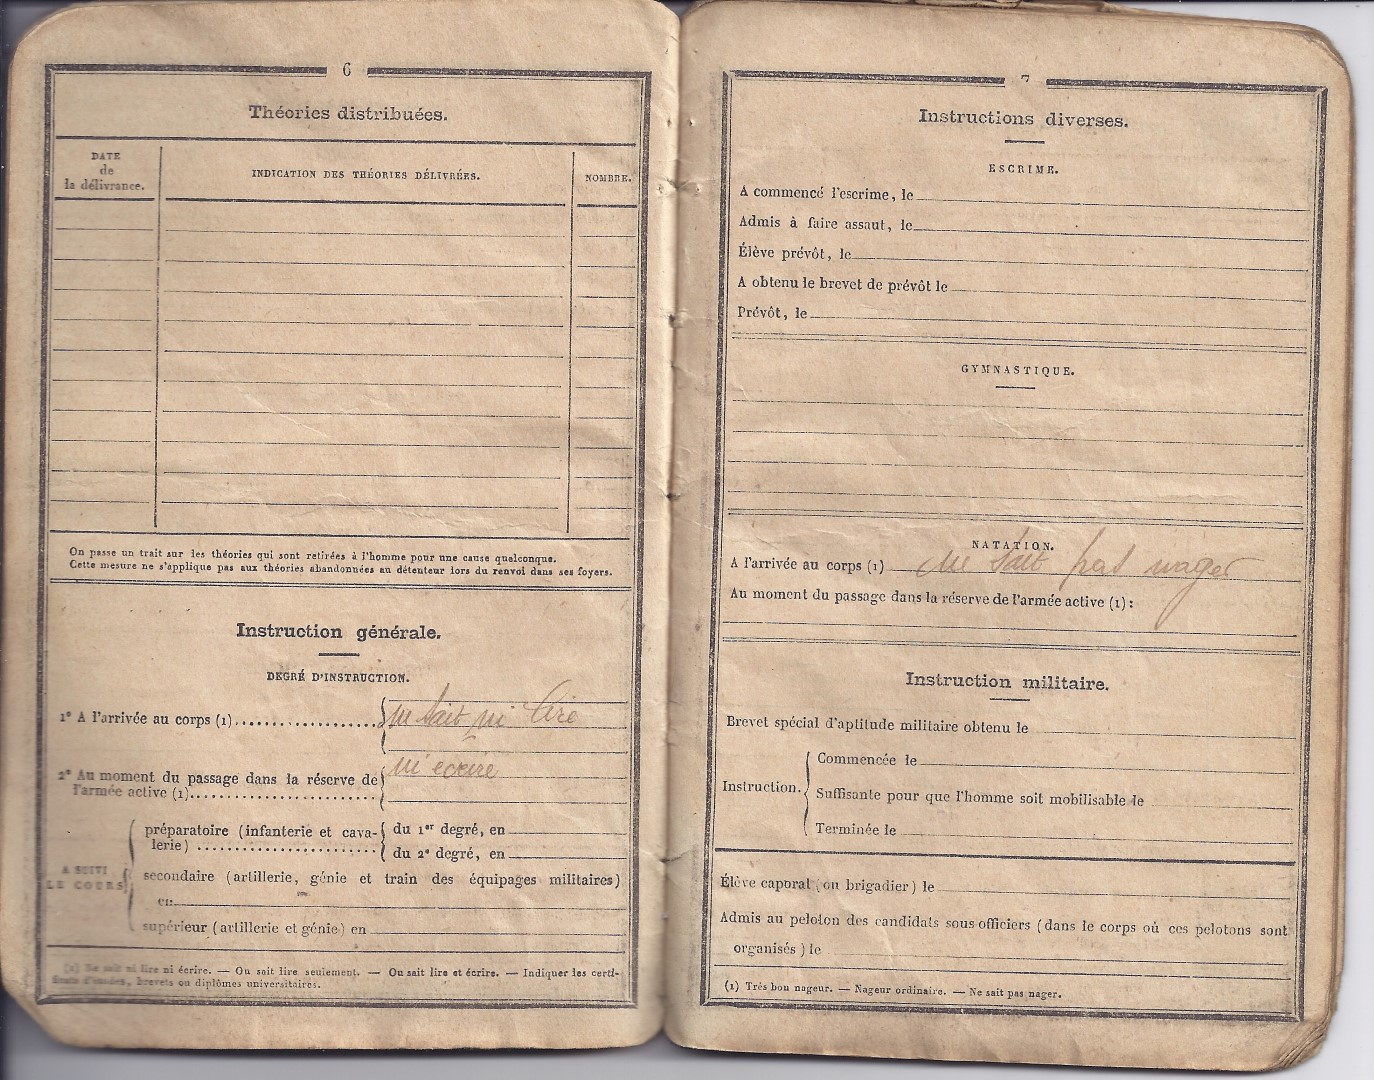 6
Théories distribuées.
DATE
de
la délivrance.
INDICATION DES THÉORIES DÉLIVRÉES.
NOMBRE.
On passe un trait sur les théories qui sont retirées à l'homme pour une cause quelconque.
Cette mesure ne s'applique pas aux théories abandonnées au détenteur lors du renvoi dans ses foyers.
Instruction générale.
DEGRÉ D'INSTRUCTION.
1° A l'arrivée au corps (1)................. ne sait ni lire
ni ecrire
2° Au moment du passage dans la réserve de
l'armée active (1)......................
A SUIVI
LE COURS
préparatoire (infanterie et cava-
lerie) ......................
du 1er degré, en
du 2e degré, en
secondaire (artillerie, génie et train des équipages militaires)
en
supérieur (artillerie et génie) en
(1) Ne sait ni lire ni écrire. — Ou sait lire seulement. — Ou sait lire et écrire. — Indiquer les certi-
ficats d'études, brevets ou diplômes universitaires.
7
Instructions diverses.
ESCRIME.
A commencé l'escrime, le
Admis à faire assaut, le
Élève prévôt, le
A obtenu le brevet de prévôt le
Prévôt, le
GYMNASTIQUE.
NATATION.
A l'arrivée au corps (1) ne sait pas nager
Au moment du passage dans la réserve de l'armée active (1) :
Instruction militaire.
Brevet spécial d'aptitude militaire obtenu le
Instruction.
Commencée le
Suffisante pour que l'homme soit mobilisable le
Terminée le
Élève caporal (ou brigadier) le
Admis au peloton des candidats sous-officiers (dans le corps où ces pelotons sont
organisés) le
(1) Très bon nageur. — Nageur ordinaire. — Ne sait pas nager.